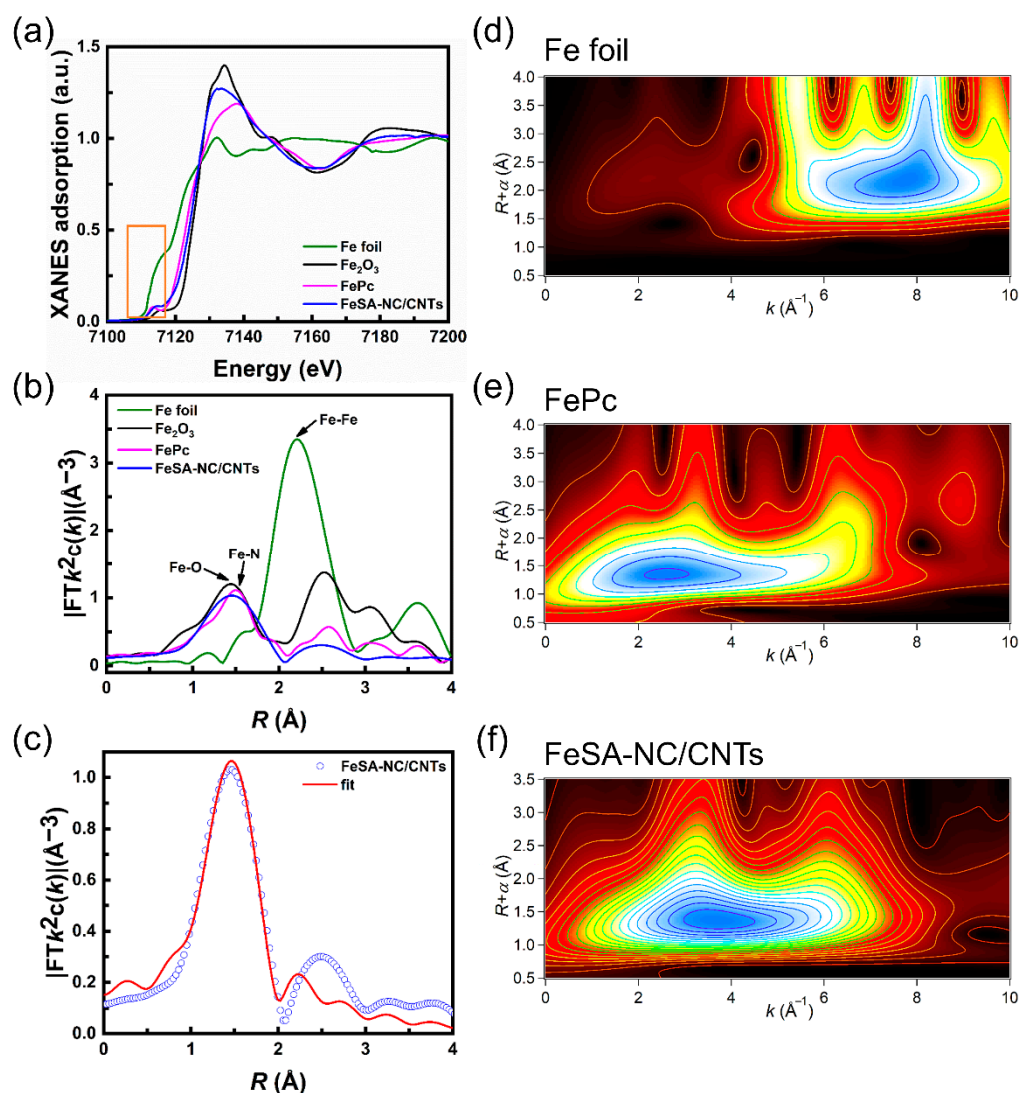 (a)
1.5
1.0
0.5
0.0
XANES adsorption (a.u.)
Fe foil
Fe₂O₃
FePc
FeSA-NC/CNTs
7100 7120 7140 7160 7180 7200
Energy (eV)
(b)
4
3
2
1
0
|FTk²c(k)|(Å−3)
Fe foil
Fe₂O₃
FePc
FeSA-NC/CNTs
Fe-Fe
Fe-N
Fe-O
0 1 2 3 4
R (Å)
(c)
1.0
0.8
0.6
0.4
0.2
0.0
|FTk²c(k)|(Å−3)
FeSA-NC/CNTs
fit
0 1 2 3 4
R (Å)
(d)
Fe foil
4.0
3.5
3.0
2.5
2.0
1.5
1.0
0.5
R+α (Å)
0 2 4 6 8 10
k (Å⁻¹)
(e)
FePc
4.0
3.5
3.0
2.5
2.0
1.5
1.0
0.5
R+α (Å)
0 2 4 6 8 10
k (Å⁻¹)
(f)
FeSA-NC/CNTs
3.5
3.0
2.5
2.0
1.5
1.0
0.5
R+α (Å)
0 2 4 6 8 10
k (Å⁻¹)